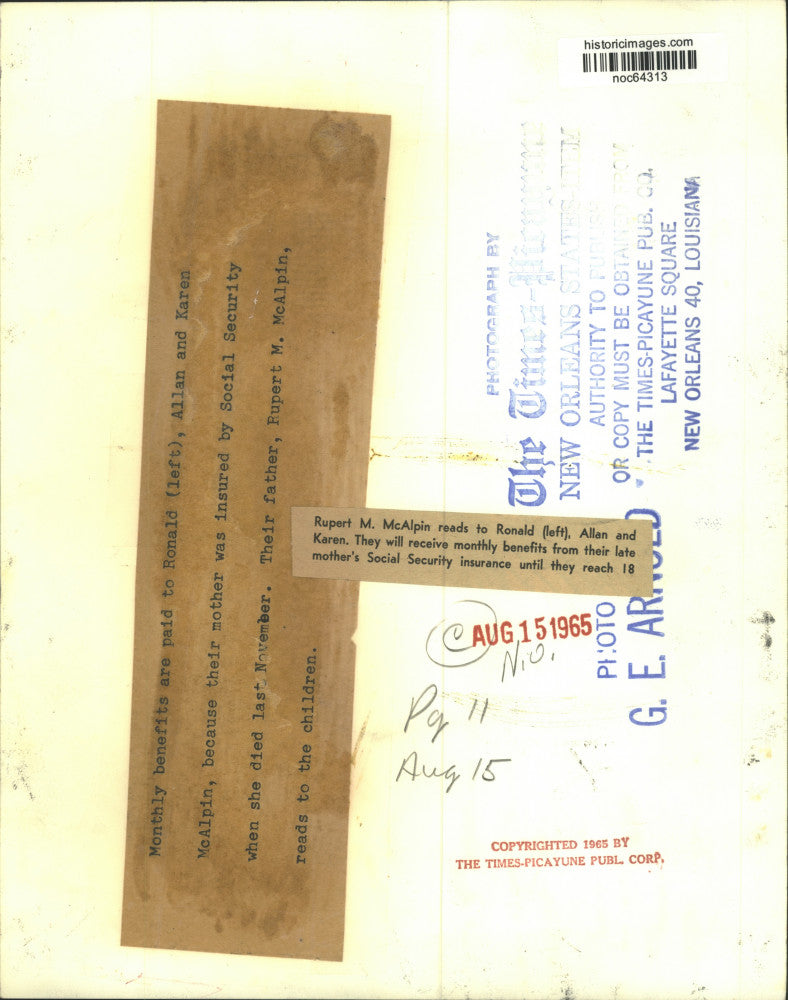 historicimages.com
noc64313
Monthly benefits are paid to Ronald (left), Allan and Karen
McAlpin, because their mother was insured by Social Security
when she died last November. Their father, Rupert M. McAlpin,
reads to the children.
Rupert M. McAlpin reads to Ronald (left), Allan and
Karen. They will receive monthly benefits from their late
mother's Social Security insurance until they reach 18
PHOTOGRAPH BY
The Times-Picayune
NEW ORLEANS STATES-ITEM
AUTHORITY TO PUBLISH
OR COPY MUST BE OBTAINED FROM
THE TIMES-PICAYUNE PUB. CO.
LAFAYETTE SQUARE
NEW ORLEANS 40, LOUISIANA
PHOTO
G. E. ARNOLD
C
AUG 15 1965
N.O.
Pg 11
Aug 15
COPYRIGHTED 1965 BY
THE TIMES-PICAYUNE PUBL. CORP.